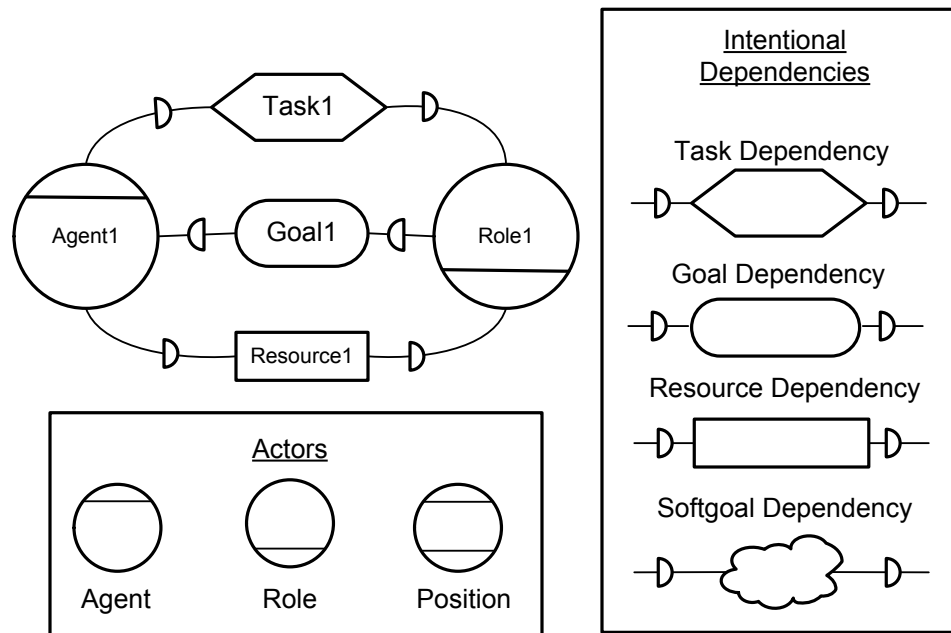 Task1
Agent1
Goal1
Role1
Resource1
Actors
Agent
Role
Position
Intentional
Dependencies
Task Dependency
Goal Dependency
Resource Dependency
Softgoal Dependency